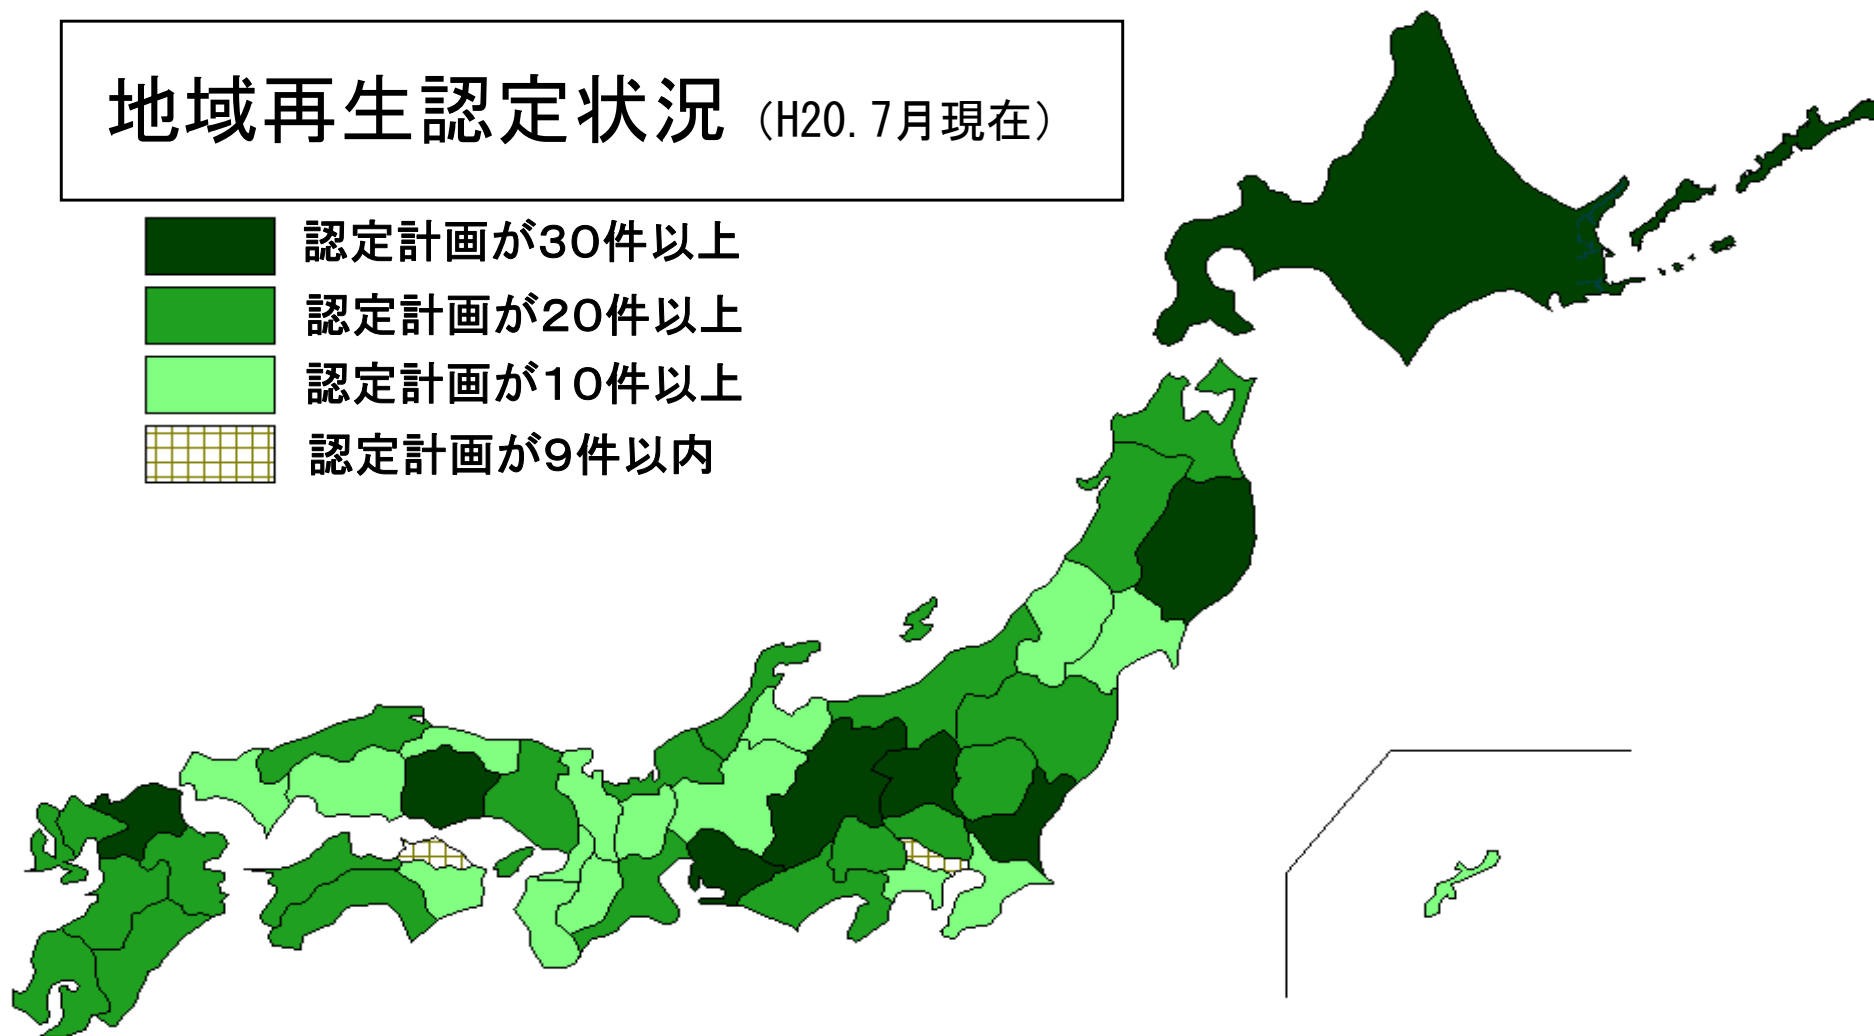 地域再生認定状況（H20.7月現在）
認定計画が３０件以上
認定計画が２０件以上
認定計画が１０件以上
認定計画が９件以内